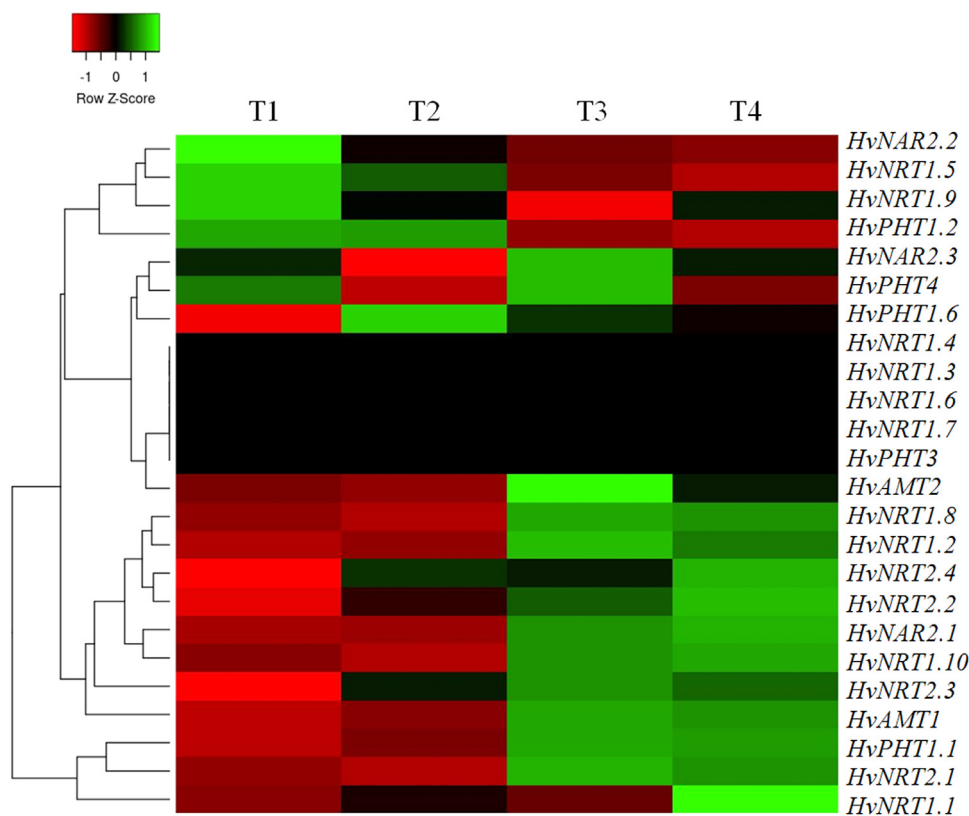 -1 0 1
Row Z-Score
T1 T2 T3 T4
HvNAR2.2
HvNRT1.5
HvNRT1.9
HvPHT1.2
HvNAR2.3
HvPHT4
HvPHT1.6
HvNRT1.4
HvNRT1.3
HvNRT1.6
HvNRT1.7
HvPHT3
HvAMT2
HvNRT1.8
HvNRT1.2
HvNRT2.4
HvNRT2.2
HvNAR2.1
HvNRT1.10
HvNRT2.3
HvAMT1
HvPHT1.1
HvNRT2.1
HvNRT1.1